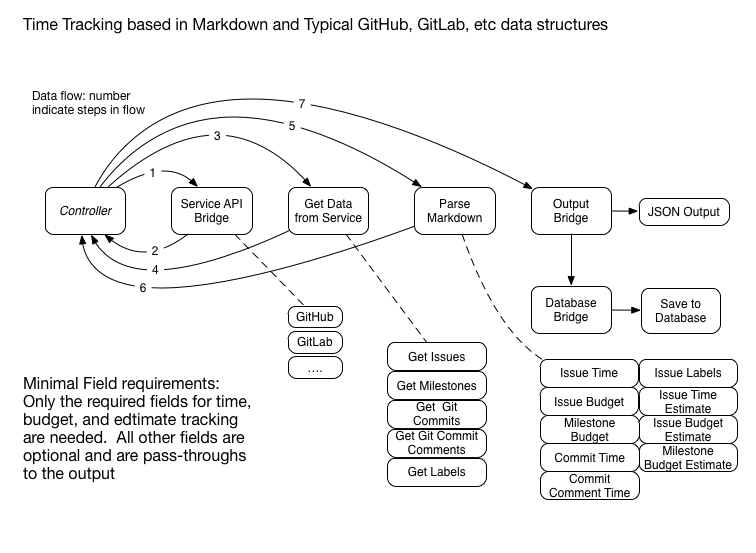 Time Tracking based in Markdown and Typical GitHub, GitLab, etc data structures
Data flow: number
indicate steps in flow
7
5
3
1
Controller
Service API
Bridge
Get Data
from Service
Parse
Markdown
Output
Bridge
JSON Output
2
4
6
Database
Bridge
Save to
Database
GitHub
GitLab
....
Get Issues
Get Milestones
Get Git
Commits
Get Git Commit
Comments
Get Labels
Issue Time
Issue Budget
Milestone
Budget
Commit Time
Commit
Comment Time
Issue Labels
Issue Time
Estimate
Issue Budget
Estimate
Milestone
Budget Estimate
Minimal Field requirements:
Only the required fields for time,
budget, and edtimate tracking
are needed.  All other fields are
optional and are pass-throughs
to the output